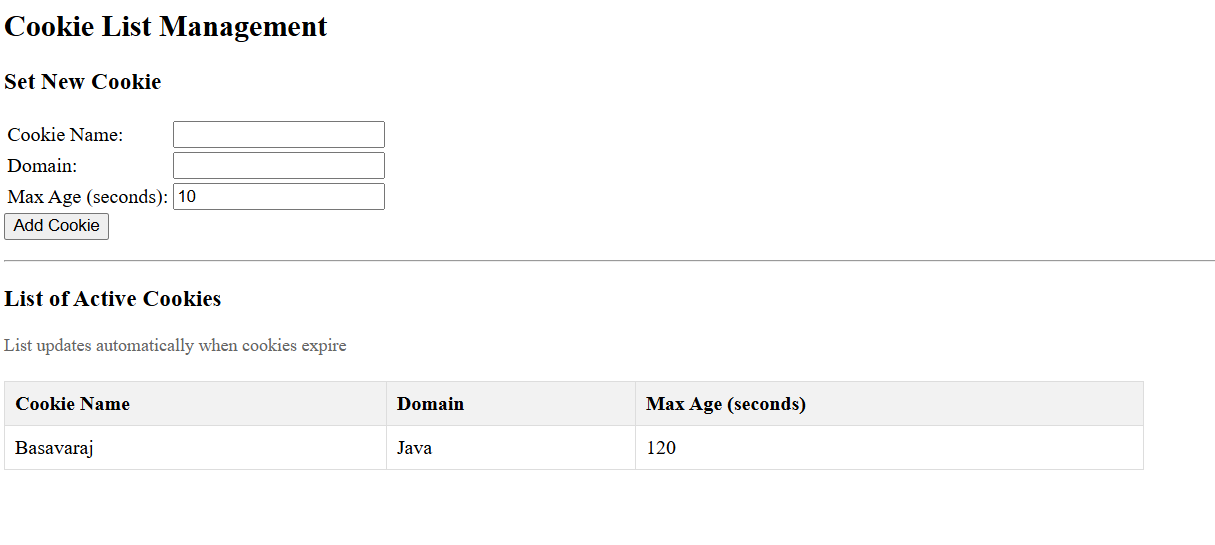 Cookie List Management
Set New Cookie
Cookie Name:
Domain:
Max Age (seconds): 10
Add Cookie
List of Active Cookies
List updates automatically when cookies expire
Cookie Name Domain Max Age (seconds)
Basavaraj Java 120